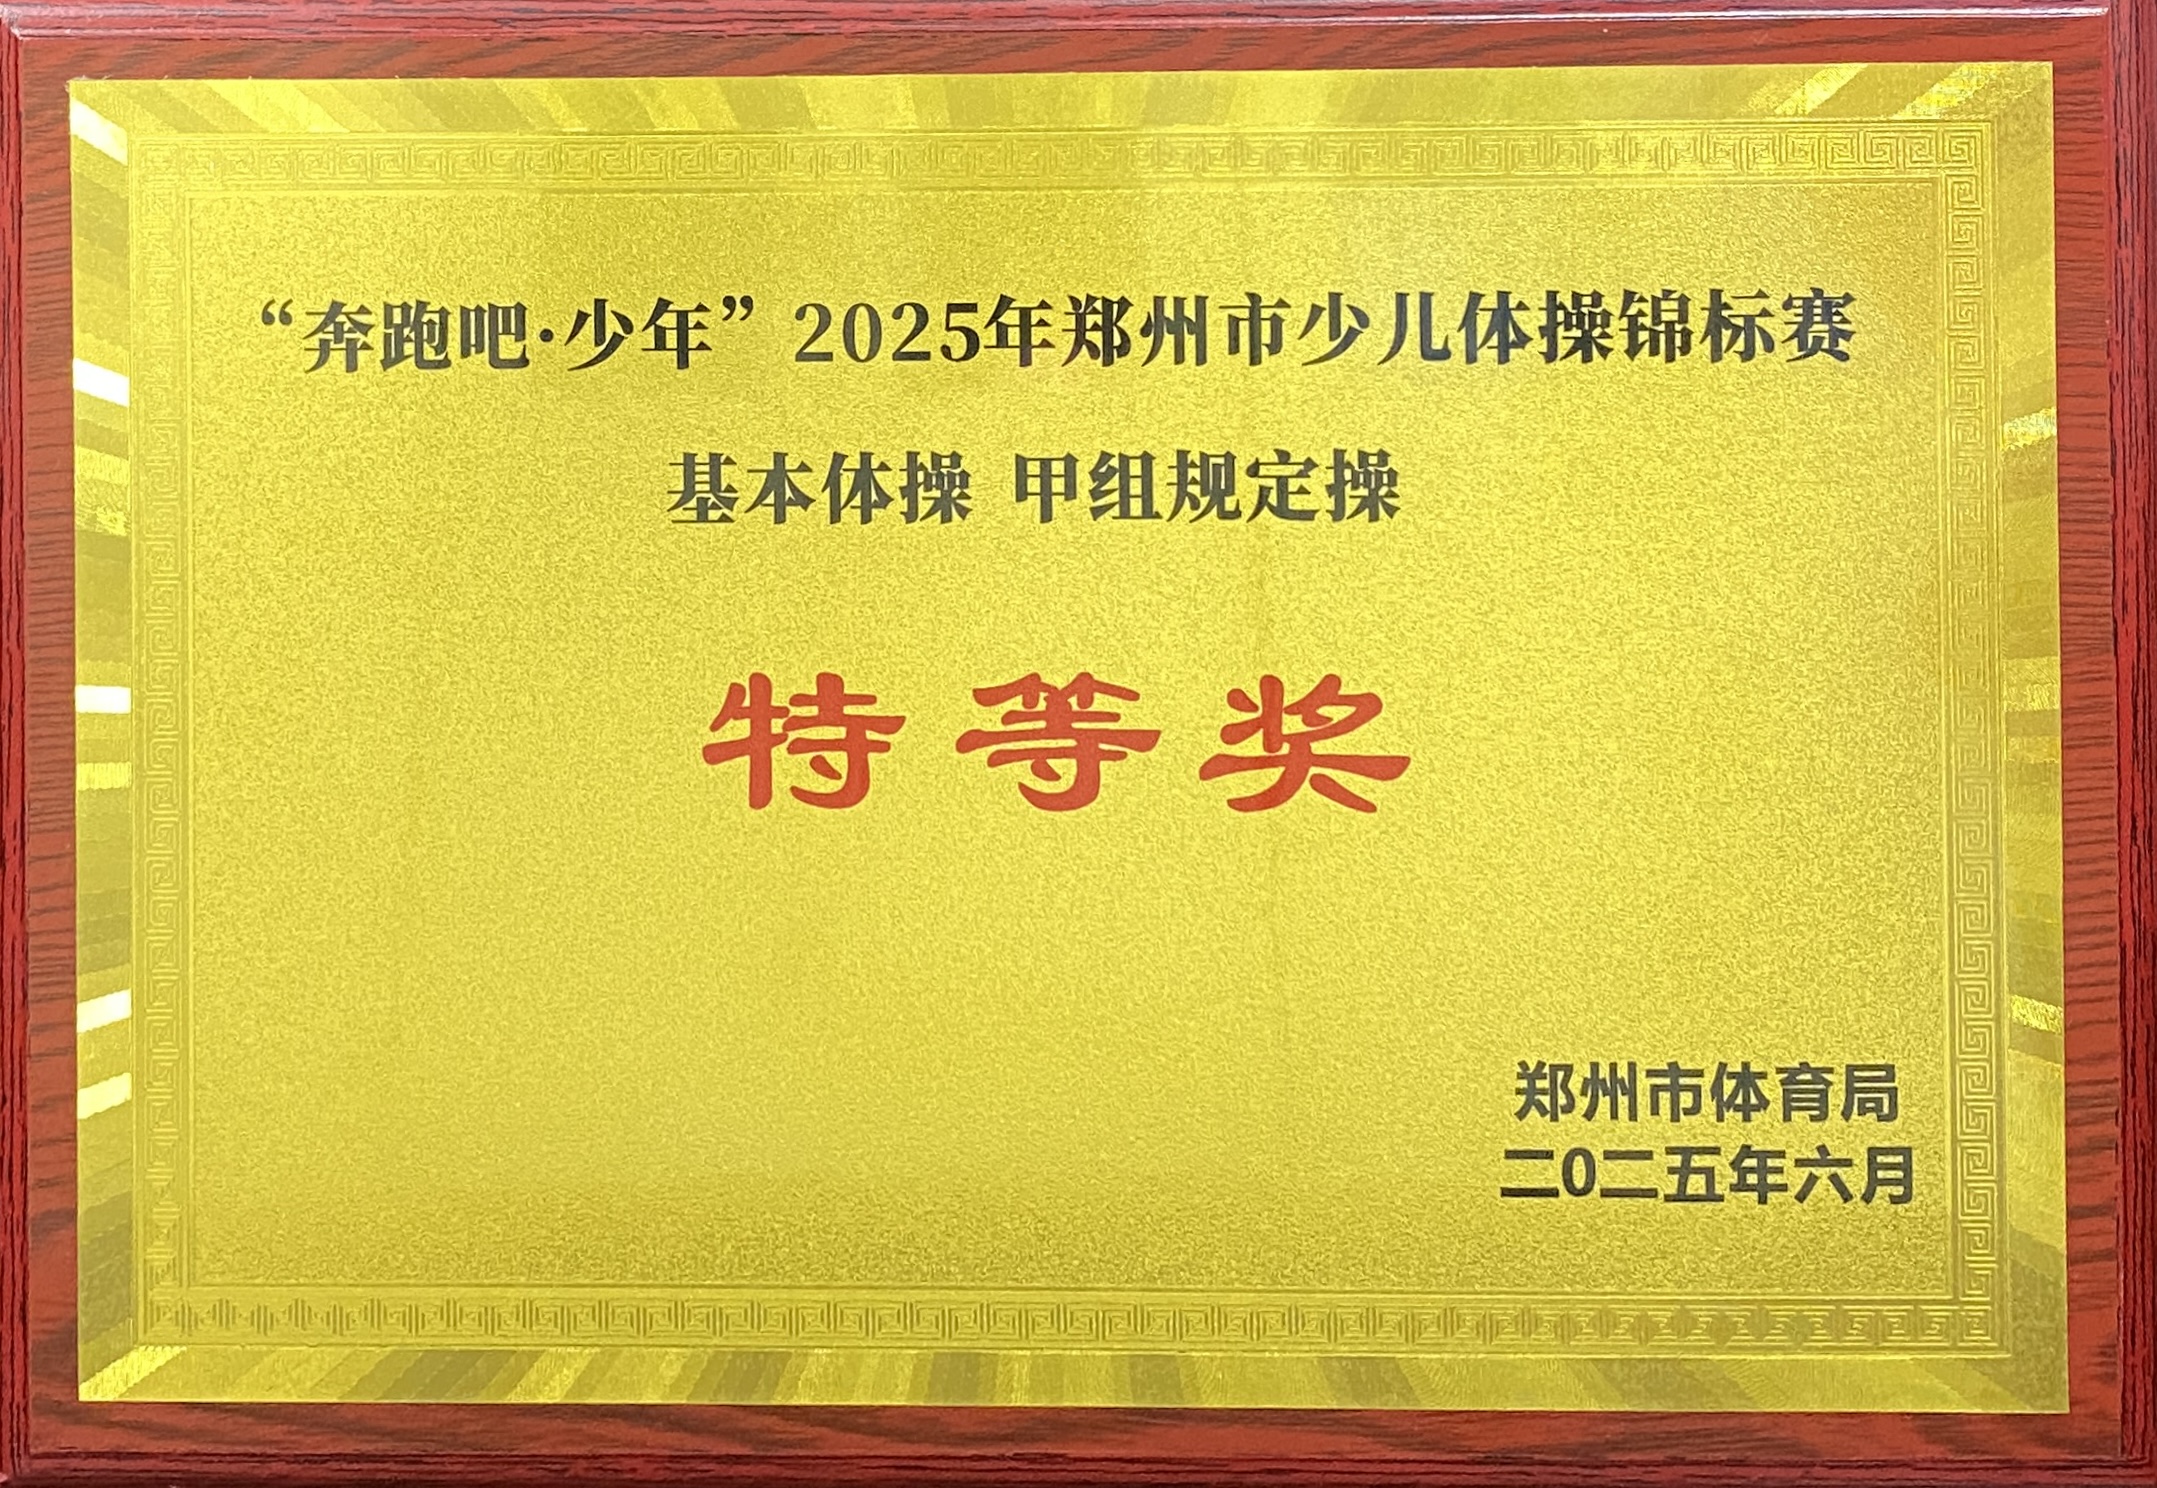 “奔跑吧·少年”2025年郑州市少儿体操锦标赛
基本体操 甲组规定操
特等奖
郑州市体育局
二0二五年六月